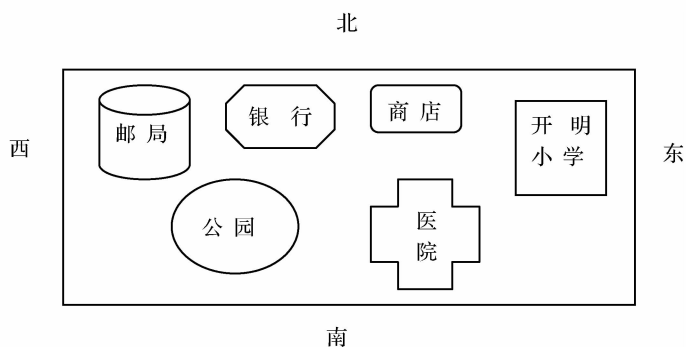 北
邮局
银 行
商店
开 明
小 学
西
东
公园
医
院
南